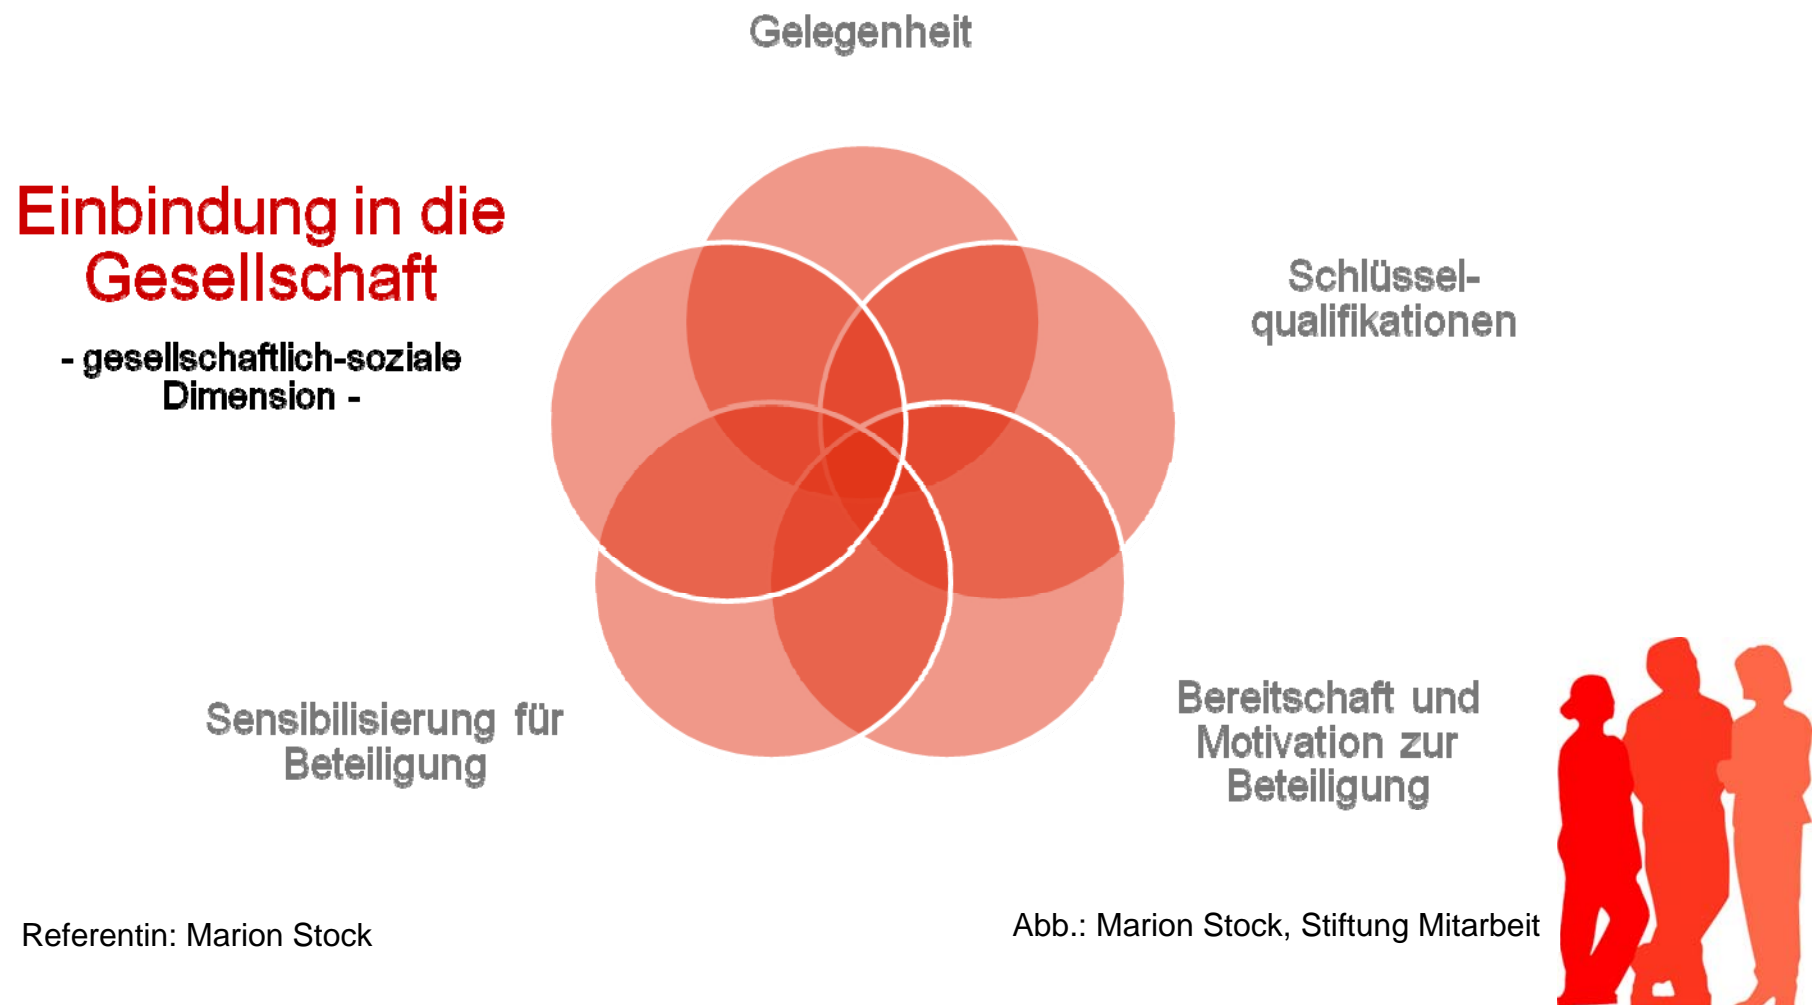 Gelegenheit
Einbindung in die
Gesellschaft
- gesellschaftlich-soziale
Dimension -
Schlüssel-
qualifikationen
Sensibilisierung für
Beteiligung
Bereitschaft und
Motivation zur
Beteiligung
Referentin: Marion Stock
Abb.: Marion Stock, Stiftung Mitarbeit